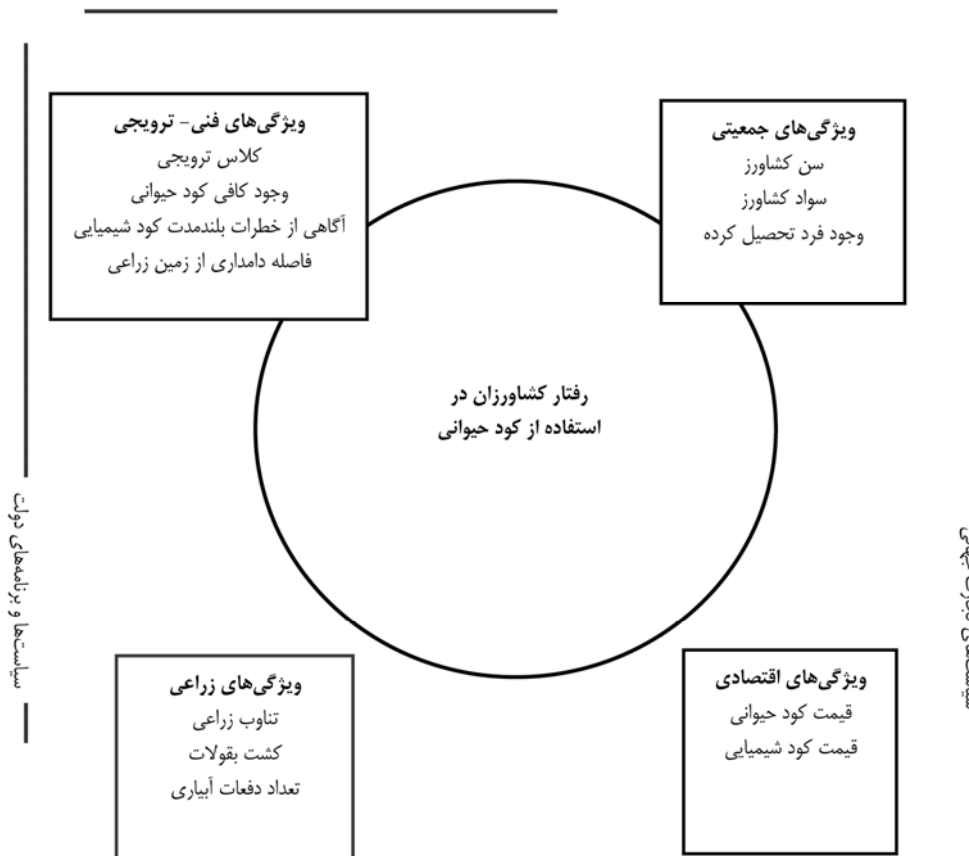 ویژگی‌های جمعیتی
سن کشاورز
سواد کشاورز
وجود فرد تحصیل کرده
ویژگی‌های فنی- ترویجی
کلاس ترویجی
وجود کافی کود حیوانی
آگاهی از خطرات بلندمدت کود شیمیایی
فاصله دامداری از زمین زراعی
رفتار کشاورزان در
استفاده از کود حیوانی
سیاست‌ها و برنامه‌های دولت
ویژگی‌های اقتصادی
قیمت کود حیوانی
قیمت کود شیمیایی
ویژگی‌های زراعی
تناوب زراعی
کشت بقولات
تعداد دفعات آبیاری